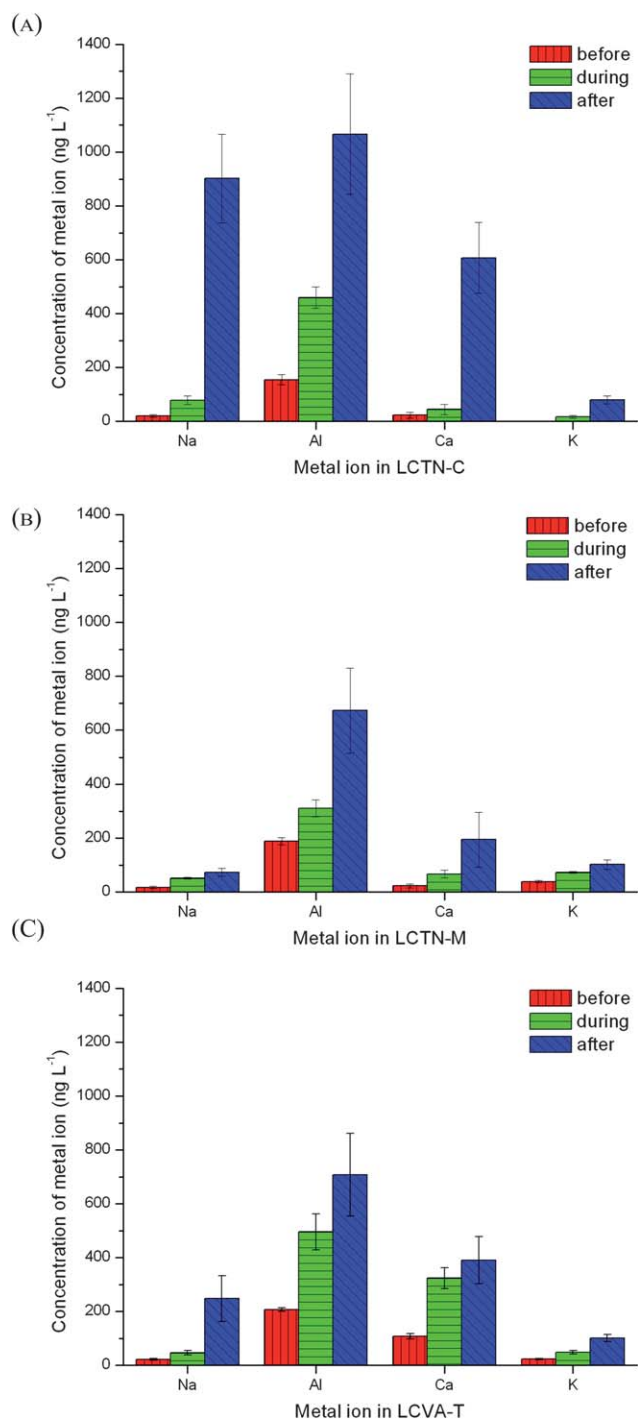 (A)
1400
1200
1000
800
600
400
200
0
Concentration of metal ion (ng L⁻¹)
before
during
after
Na Al Ca K
Metal ion in LCTN-C
(B)
1400
1200
1000
800
600
400
200
0
Concentration of metal ion (ng L⁻¹)
before
during
after
Na Al Ca K
Metal ion in LCTN-M
(C)
1400
1200
1000
800
600
400
200
0
Concentration of metal ion (ng L⁻¹)
before
during
after
Na Al Ca K
Metal ion in LCVA-T